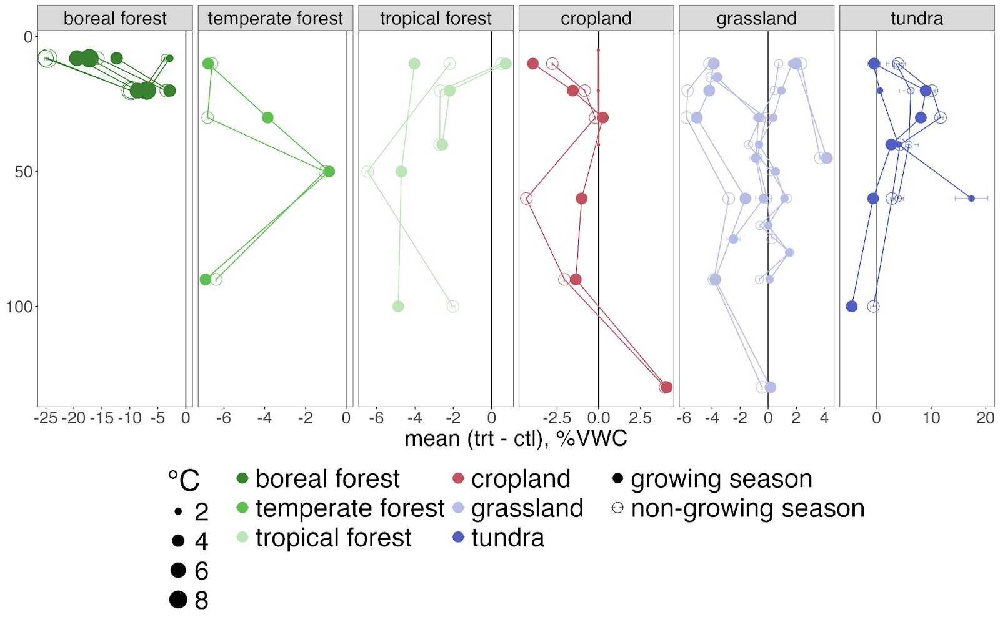 boreal forest temperate forest tropical forest cropland grassland tundra
0
50
100
-25 -20 -15 -10 -5 0 -6 -4 -2 0 -6 -4 -2 0 -2.5 0.0 2.5 -6 -4 -2 0 2 4 0 10 20
mean (trt - ctl), %VWC
°C boreal forest cropland growing season
2 temperate forest grassland non-growing season
4 tropical forest tundra
6
8